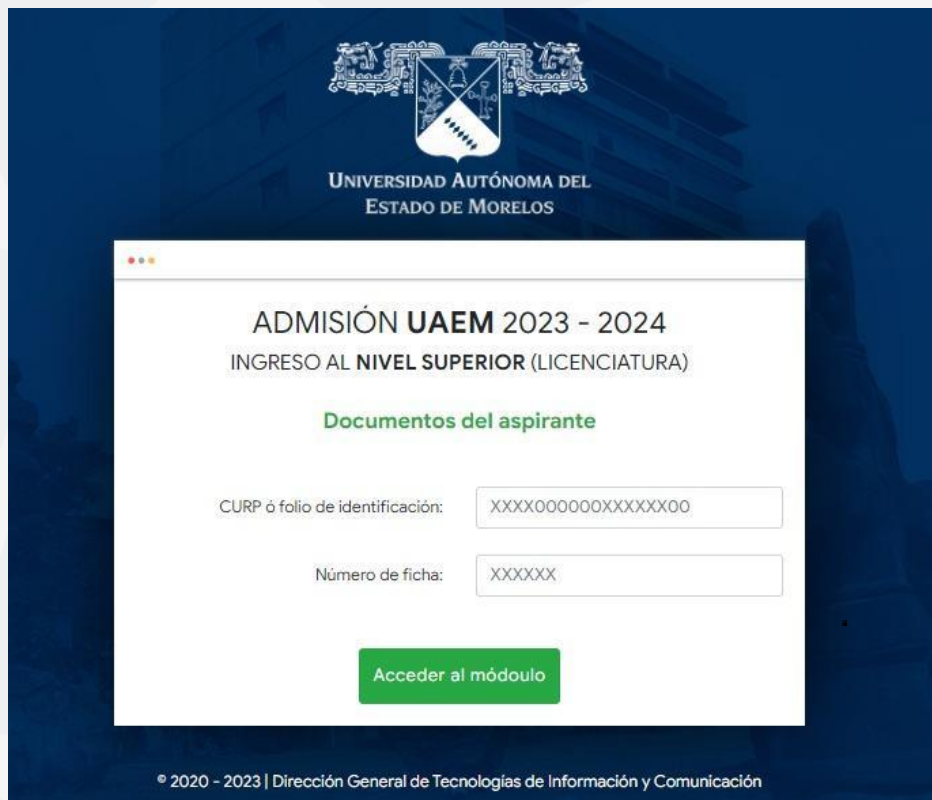 UNIVERSIDAD AUTÓNOMA DEL
ESTADO DE MORELOS
ADMISIÓN UAEM 2023 - 2024
INGRESO AL NIVEL SUPERIOR (LICENCIATURA)
Documentos del aspirante
CURP ó folio de identificación: XXXX000000XXXXXX00
Número de ficha: XXXXXX
Acceder al módoulo
© 2020 - 2023 | Dirección General de Tecnologías de Información y Comunicación